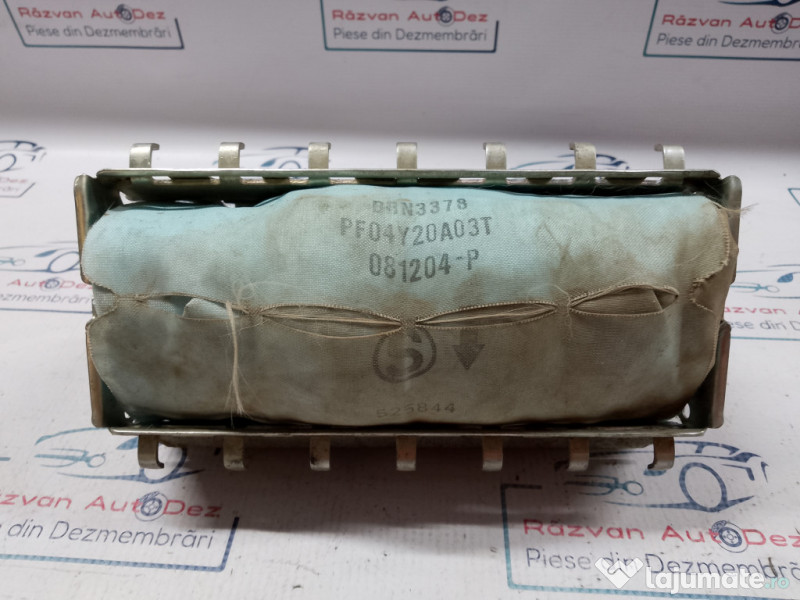 Răzvan AutoDez
Piese din Dezmembrări
Răzvan AutoDez
Piese din Dezmembrări
Răzvan AutoDez
Piese din Dezmembrări
DBN3378
PF04Y20A03T
081204-P
S
525844
Răzvan AutoDez
Piese din Dezmembrări
Răzvan AutoDez
Piese din Dezmembrări
lajumate.ro